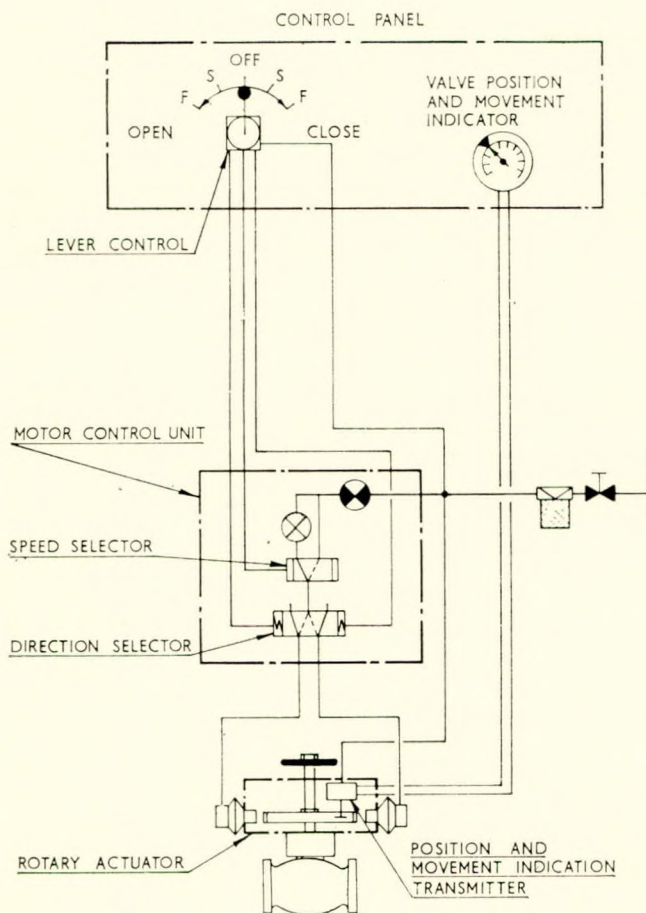 CONTROL PANEL
OFF
S
S
F
F
OPEN
CLOSE
VALVE POSITION
AND MOVEMENT
INDICATOR
LEVER CONTROL
MOTOR CONTROL UNIT
SPEED SELECTOR
DIRECTION SELECTOR
ROTARY ACTUATOR
POSITION AND
MOVEMENT INDICATION
TRANSMITTER